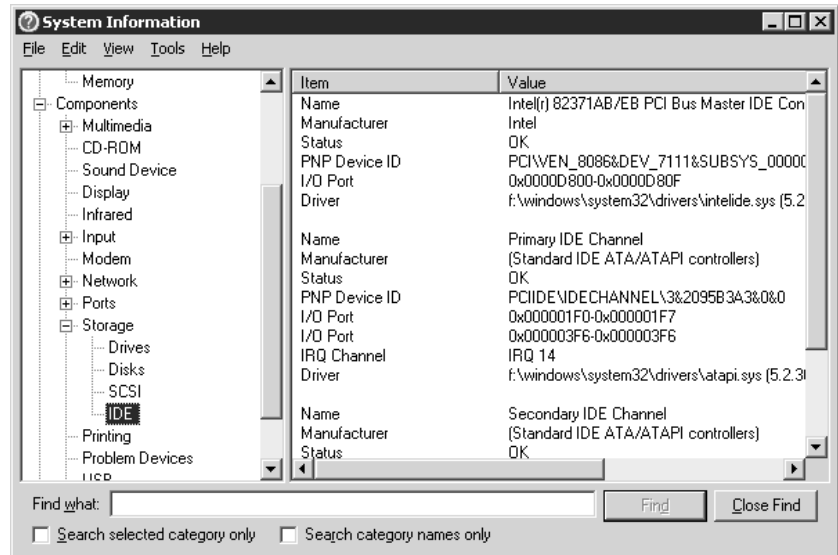 System Information
File Edit View Tools Help
Memory
Components
Multimedia
CD-ROM
Sound Device
Display
Infrared
Input
Modem
Network
Ports
Storage
Drives
Disks
SCSI
IDE
Printing
Problem Devices
USB
Item Value
Name Intel(r) 82371AB/EB PCI Bus Master IDE Con
Manufacturer Intel
Status OK
PNP Device ID PCI\VEN_8086&DEV_7111&SUBSYS_00000
I/O Port 0x0000D800-0x0000D80F
Driver f:\windows\system32\drivers\intelide.sys (5.2
Name Primary IDE Channel
Manufacturer (Standard IDE ATA/ATAPI controllers)
Status OK
PNP Device ID PCIIDE\IDECHANNEL\3&2095B3A3&0&0
I/O Port 0x000001F0-0x000001F7
I/O Port 0x000003F6-0x000003F6
IRQ Channel IRQ 14
Driver f:\windows\system32\drivers\atapi.sys (5.2.3
Name Secondary IDE Channel
Manufacturer (Standard IDE ATA/ATAPI controllers)
Status OK
Find what: Find Close Find
Search selected category only Search category names only